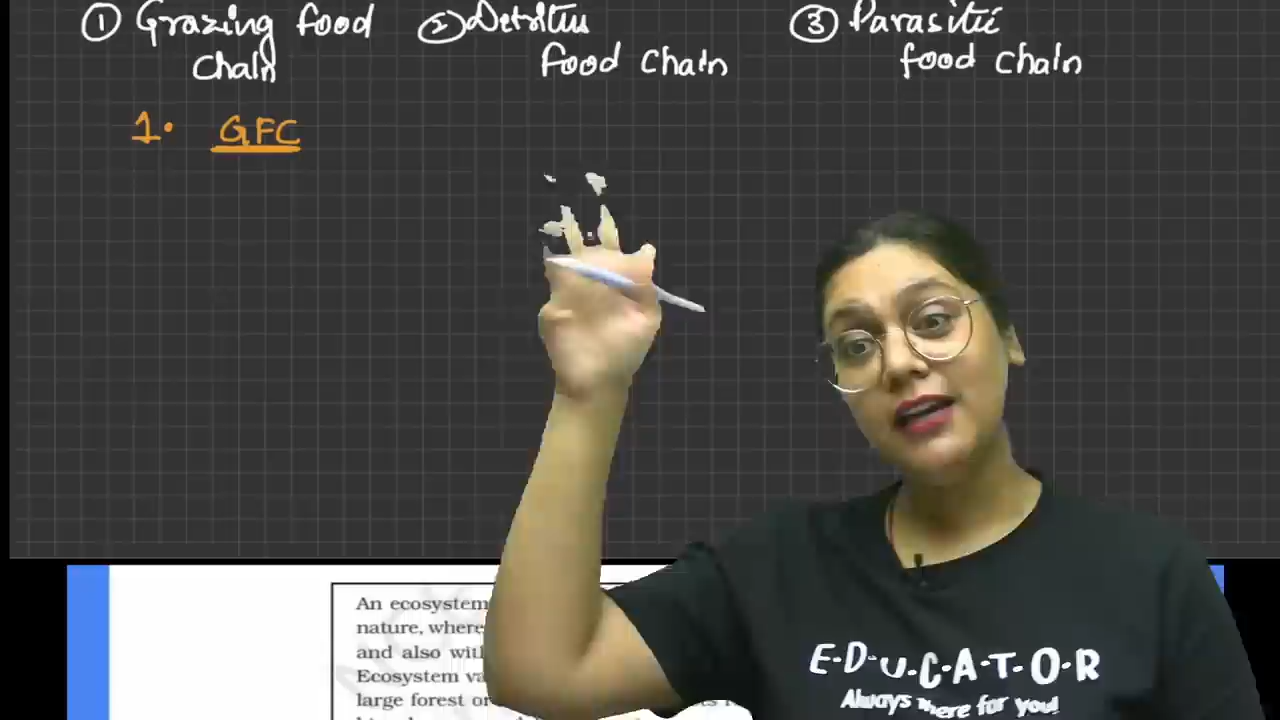 ① Grazing food ② Detritus ③ Parasitic
Chain food Chain food Chain
1. GFC
An ecosystem
nature, where
and also with
Ecosystem
large forest or
E-D-U-C-A-T-O-R
Always there for you!